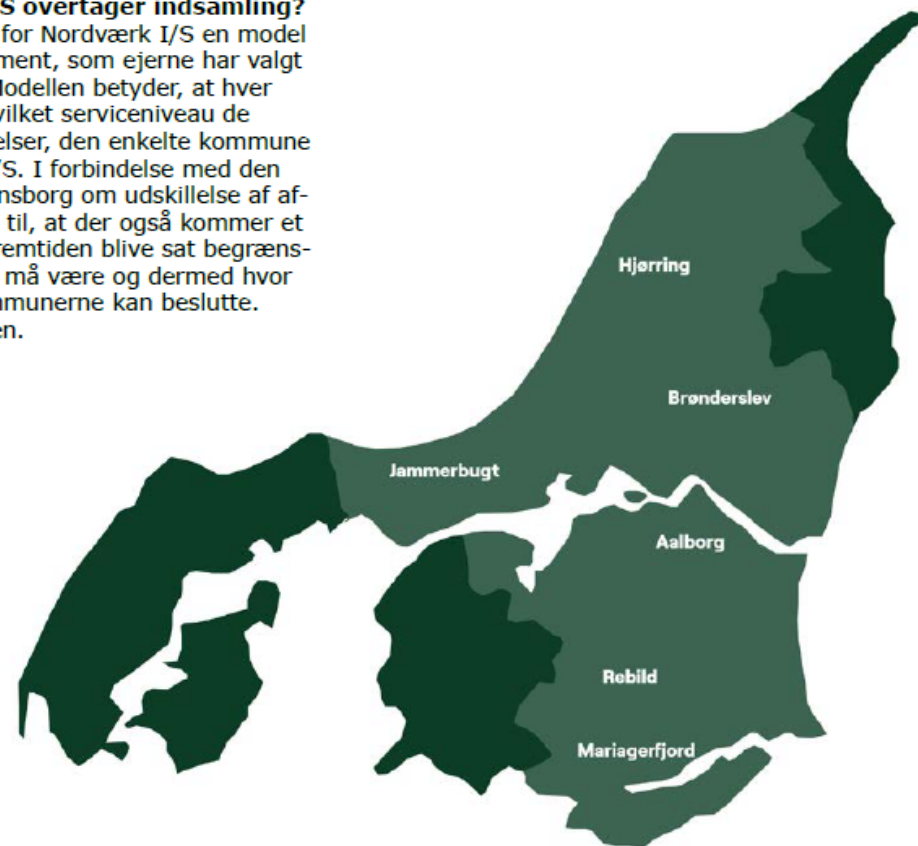 S overtager indsamling?
for Nordværk I/S en model
ment, som ejerne har valgt
odellen betyder, at hver
vilket serviceniveau de
elser, den enkelte kommune
/S. I forbindelse med den
nsborg om udskillelse af af-
til, at der også kommer et
remtiden blive sat begræns-
må være og dermed hvor
mmunerne kan beslutte.
en.
Hjørring
Brønderslev
Jammerbugt
Aalborg
Rebild
Mariagerfjord